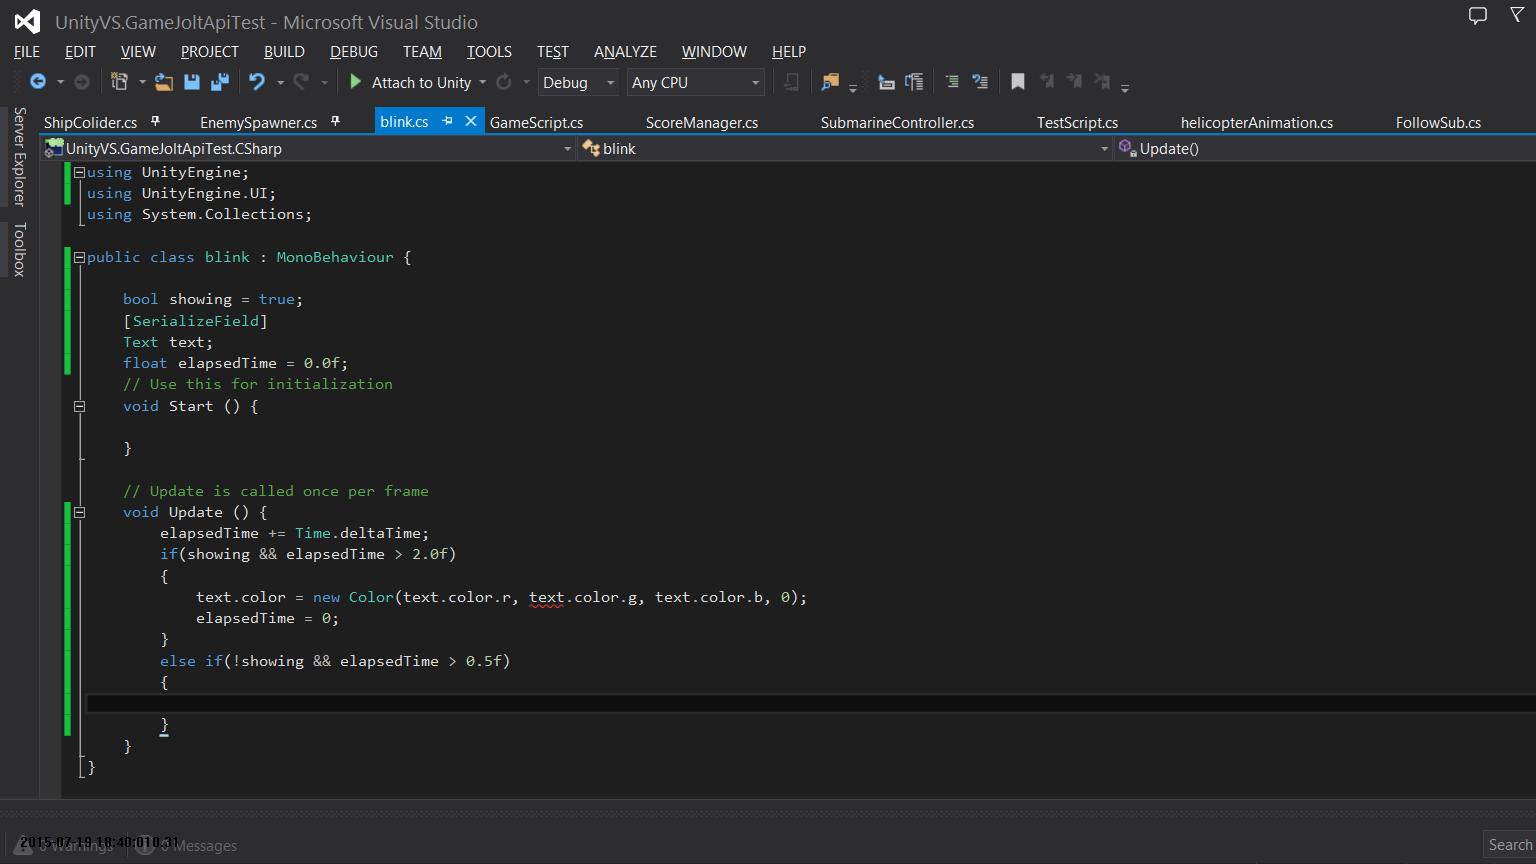 UnityVS.GameJoltApiTest - Microsoft Visual Studio
FILE EDIT VIEW PROJECT BUILD DEBUG TEAM TOOLS TEST ANALYZE WINDOW HELP
Attach to Unity Debug Any CPU
Server Explorer
Toolbox
ShipColider.cs EnemySpawner.cs blink.cs GameScript.cs ScoreManager.cs SubmarineController.cs TestScript.cs helicopterAnimation.cs FollowSub.cs
UnityVS.GameJoltApiTest.CSharp blink Update()
using UnityEngine;
using UnityEngine.UI;
using System.Collections;
public class blink : MonoBehaviour {
bool showing = true;
[SerializeField]
Text text;
float elapsedTime = 0.0f;
// Use this for initialization
void Start () {
}
// Update is called once per frame
void Update () {
elapsedTime += Time.deltaTime;
if(showing && elapsedTime > 2.0f)
{
text.color = new Color(text.color.r, text.color.g, text.color.b, 0);
elapsedTime = 0;
}
else if(!showing && elapsedTime > 0.5f)
{
}
}
}
2015-07-19 18:40:010.31
0 Warnings 0 Messages
Search